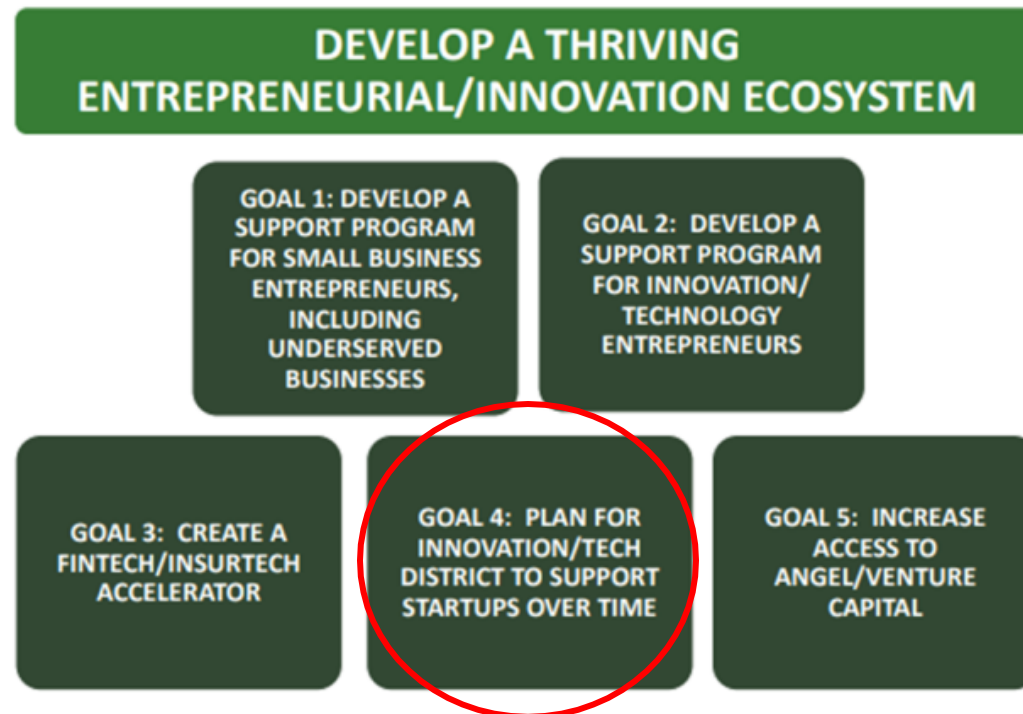 DEVELOP A THRIVING
ENTREPRENEURIAL/INNOVATION ECOSYSTEM
GOAL 1: DEVELOP A
SUPPORT PROGRAM
FOR SMALL BUSINESS
ENTREPRENEURS,
INCLUDING
UNDERSERVED
BUSINESSES
GOAL 2: DEVELOP A
SUPPORT PROGRAM
FOR INNOVATION/
TECHNOLOGY
ENTREPRENEURS
GOAL 3: CREATE A
FINTECH/INSURTECH
ACCELERATOR
GOAL 4: PLAN FOR
INNOVATION/TECH
DISTRICT TO SUPPORT
STARTUPS OVER TIME
GOAL 5: INCREASE
ACCESS TO
ANGEL/VENTURE
CAPITAL